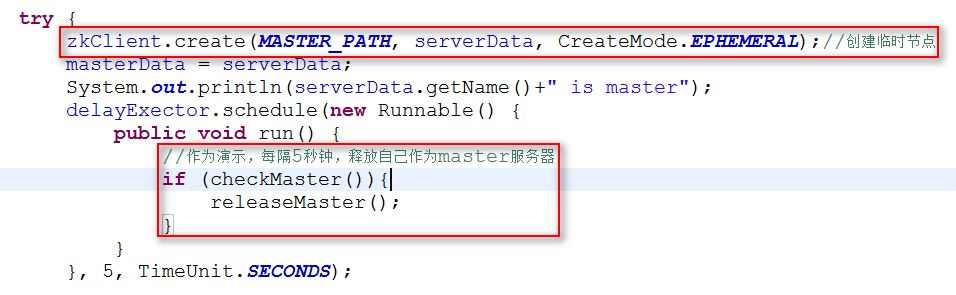 try {
zkClient.create(MASTER_PATH, serverData, CreateMode.EPHEMERAL);//创建临时节点
masterData = serverData;
System.out.println(serverData.getName()+" is master");
delayExector.schedule(new Runnable() {
public void run() {
//作为演示，每隔5秒钟，释放自己作为master服务器
if (checkMaster()){
releaseMaster();
}
}
}, 5, TimeUnit.SECONDS);